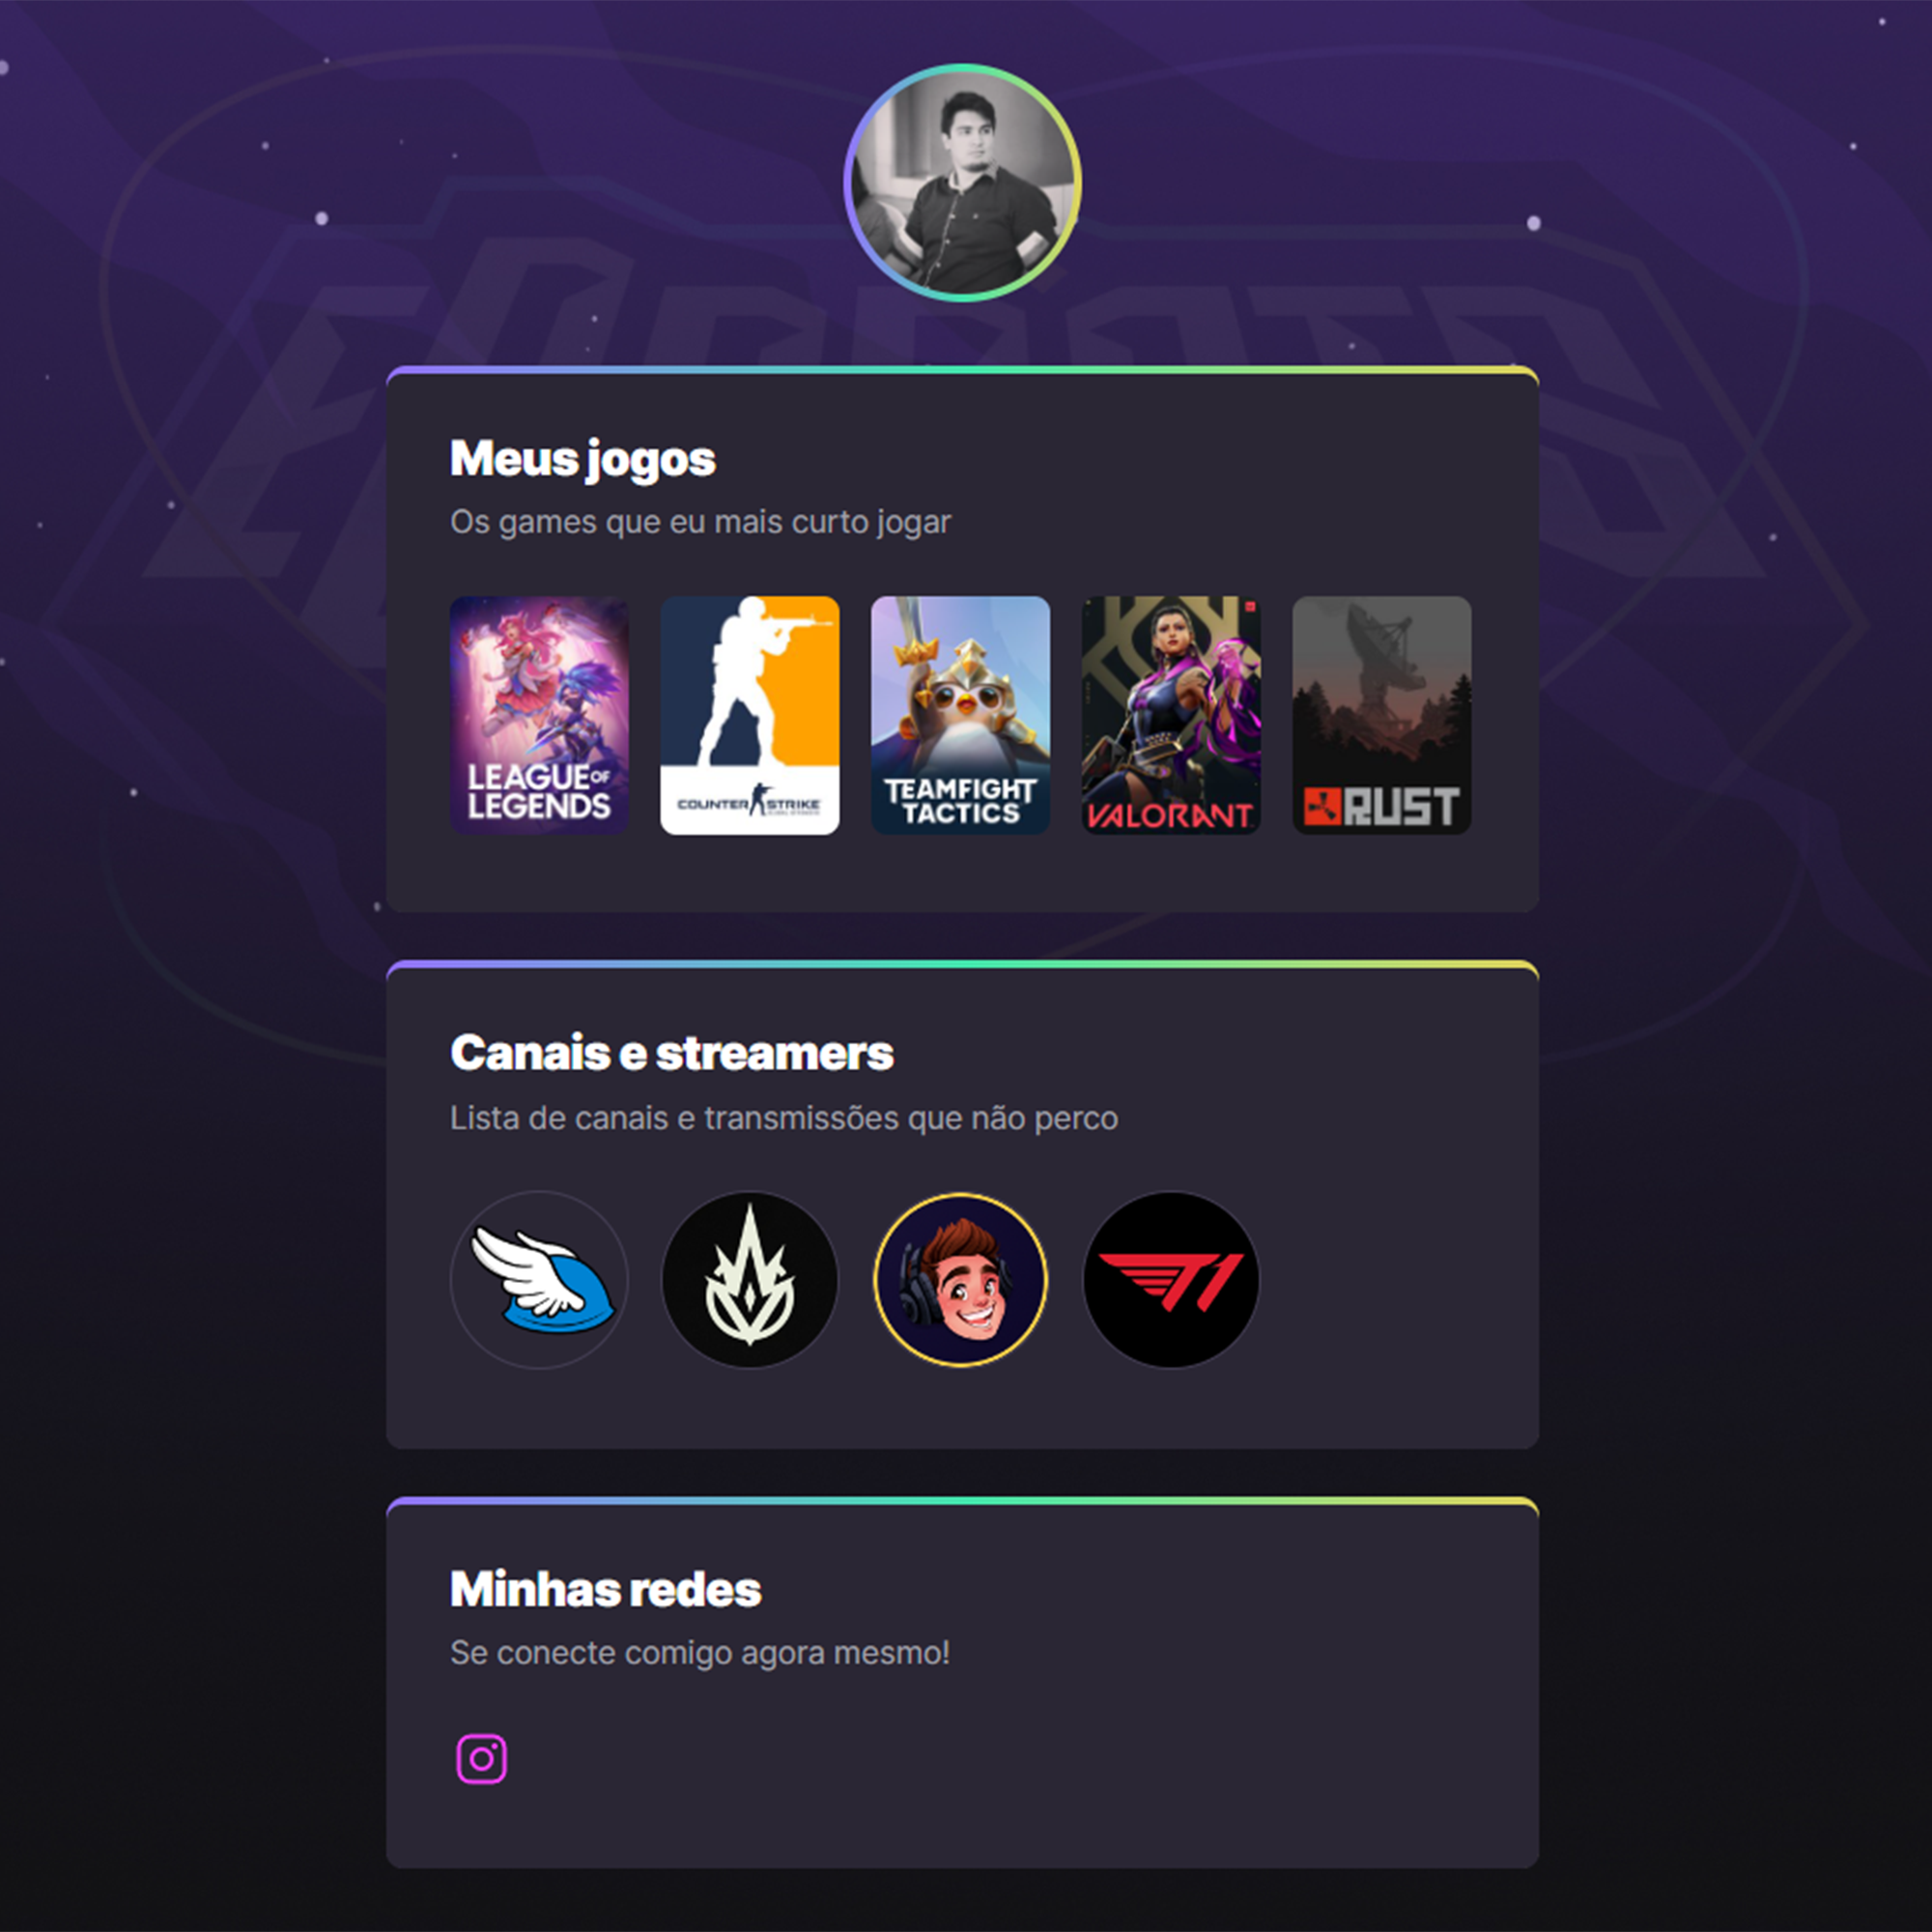 Meus jogos
Os games que eu mais curto jogar
LEAGUE OF
LEGENDS
COUNTER STRIKE
TEAMFIGHT
TACTICS
VALORANT
RUST
Canais e streamers
Lista de canais e transmissões que não perco
T1
Minhas redes
Se conecte comigo agora mesmo!